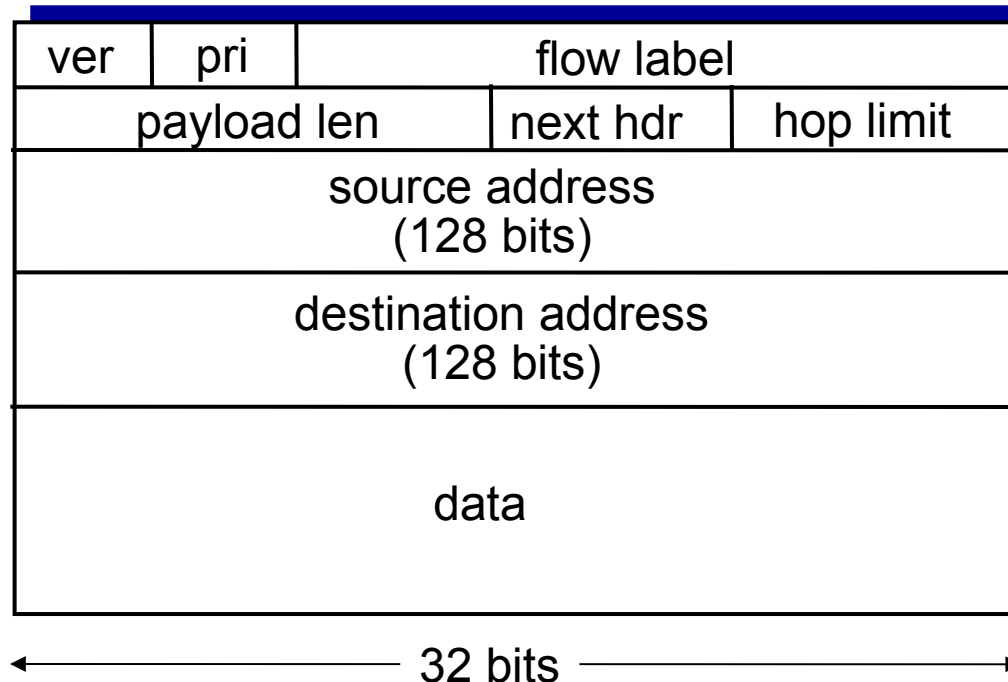 ver pri flow label
payload len next hdr hop limit
source address
(128 bits)
destination address
(128 bits)
data
32 bits